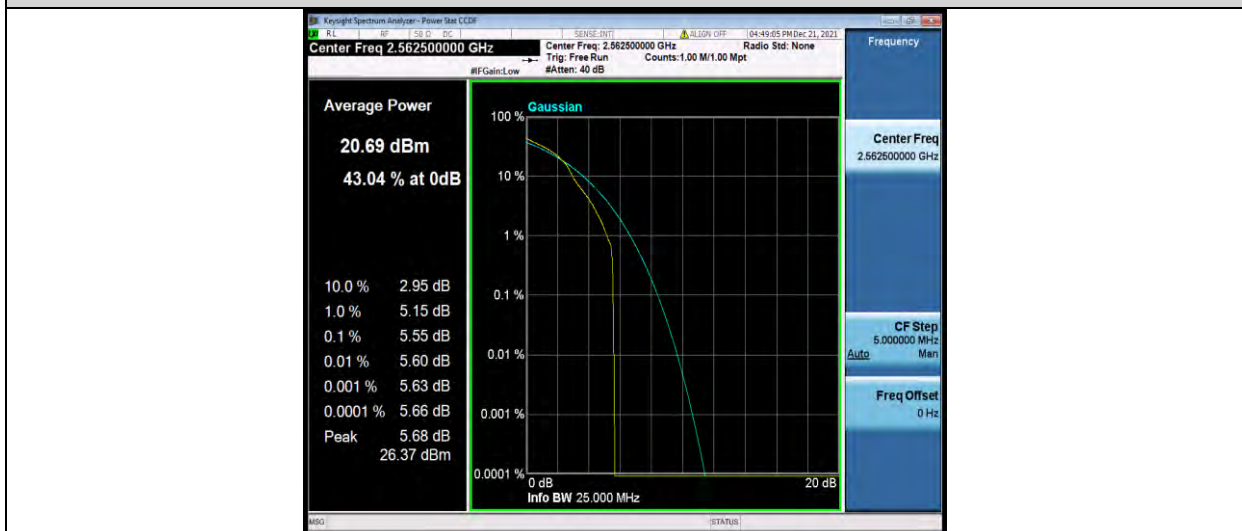 Keysight Spectrum Analyzer - Power Stat CCDF
RL RF 50 Ω DC SENSE:INT ALIGN OFF 04:49:05 PM Dec 21, 2021
Center Freq 2.562500000 GHz
Center Freq: 2.562500000 GHz Radio Std: None
Trig: Free Run Counts:1.00 M/1.00 Mpt
#IFGain:Low #Atten: 40 dB
Frequency
Average Power
20.69 dBm
43.04 % at 0dB
10.0 % 2.95 dB
1.0 % 5.15 dB
0.1 % 5.55 dB
0.01 % 5.60 dB
0.001 % 5.63 dB
0.0001 % 5.66 dB
Peak 5.68 dB
26.37 dBm
Gaussian
100 %
10 %
1 %
0.1 %
0.01 %
0.001 %
0.0001 %
0 dB 20 dB
Info BW 25.000 MHz
Center Freq
2.562500000 GHz
CF Step
5.000000 MHz
Auto Man
Freq Offset
0 Hz
MSG STATUS